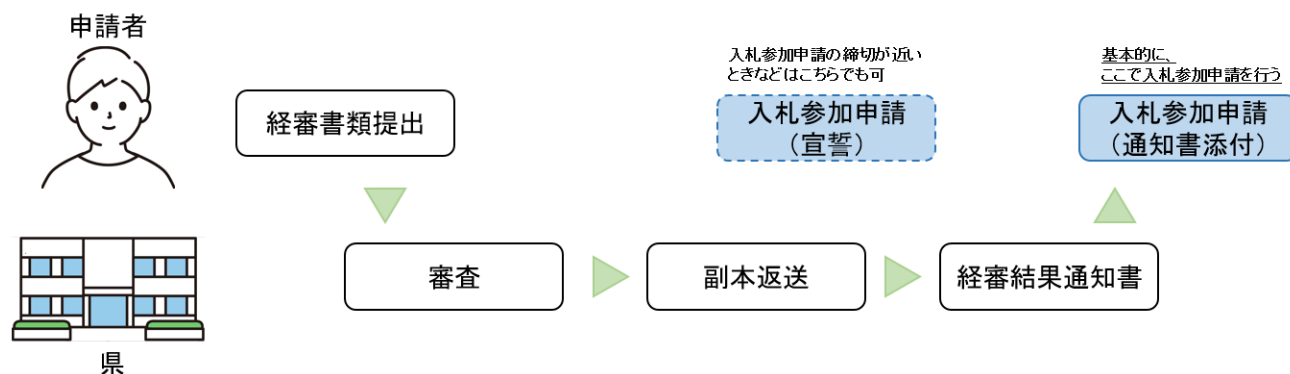 申請者
経審書類提出
入札参加申請の締切が近い
ときなどはこちらでも可
入札参加申請
（宣誓）
基本的に、
ここで入札参加申請を行う
入札参加申請
（通知書添付）
審査
副本返送
経審結果通知書
県